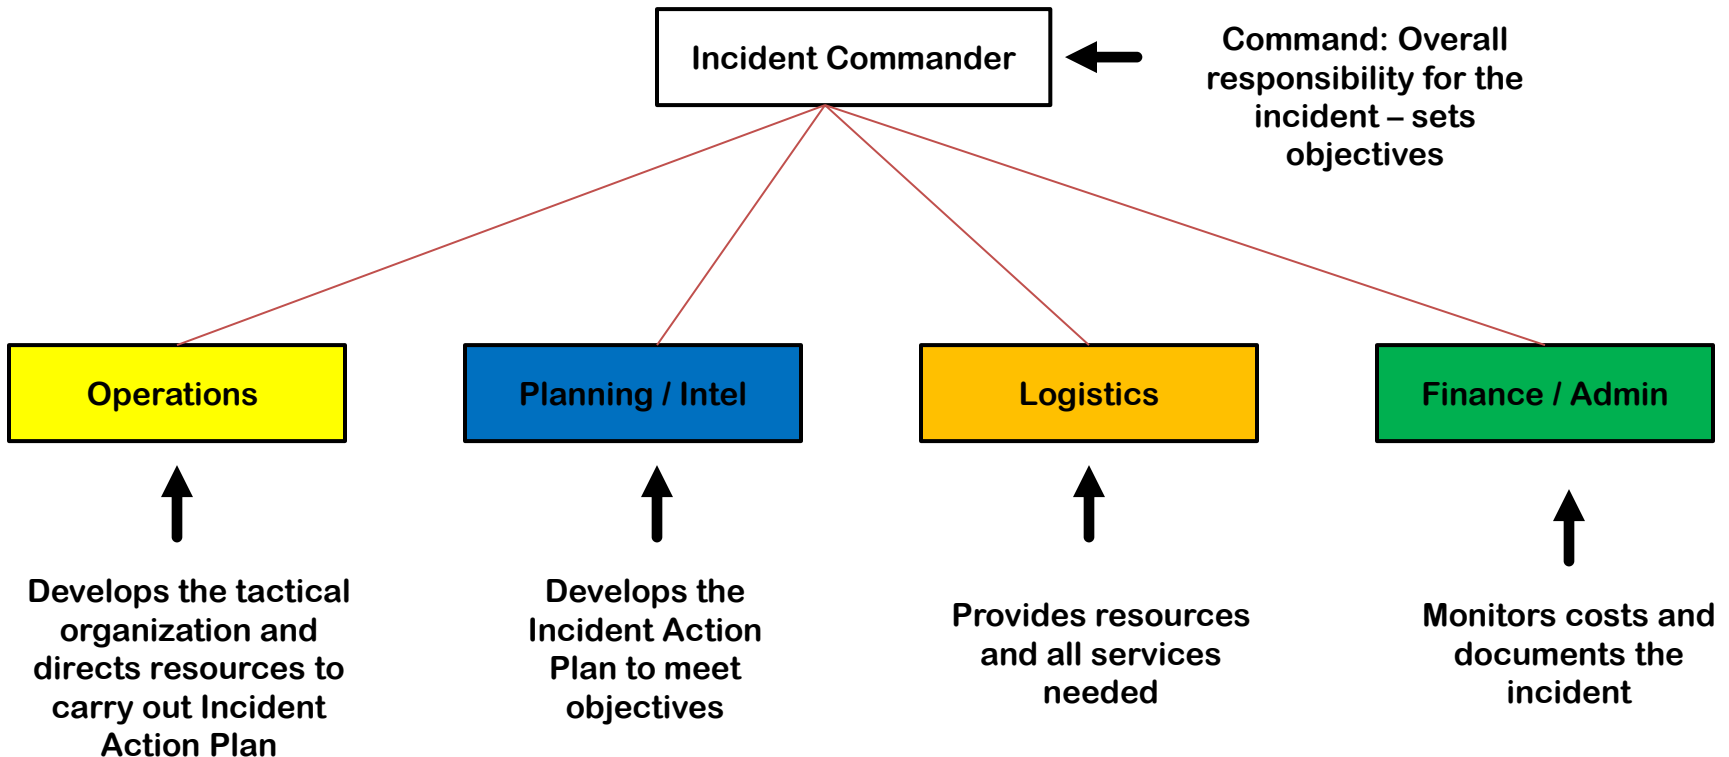 Incident Commander
Command: Overall
responsibility for the
incident – sets
objectives
Operations
Planning / Intel
Logistics
Finance / Admin
Develops the tactical
organization and
directs resources to
carry out Incident
Action Plan
Develops the
Incident Action
Plan to meet
objectives
Provides resources
and all services
needed
Monitors costs and
documents the
incident